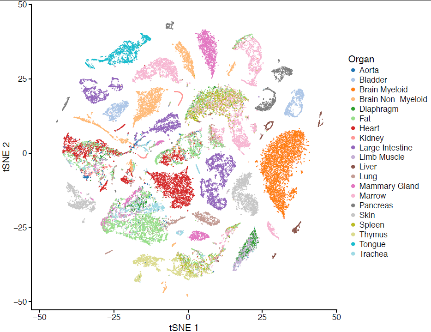 50
25
0
−25
−50
tSNE 2
−50
−25
0
25
50
tSNE 1
Organ
Aorta
Bladder
Brain Myeloid
Brain Non_Myeloid
Diaphragm
Fat
Heart
Kidney
Large Intestine
Limb Muscle
Liver
Lung
Mammary Gland
Marrow
Pancreas
Skin
Spleen
Thymus
Tongue
Trachea